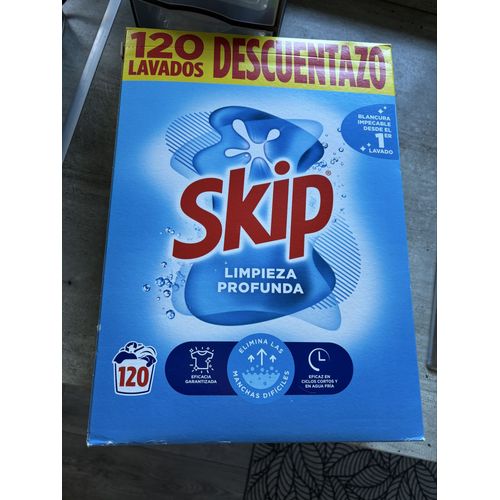 120
LAVADOS
DESCUENTAZO
BLANCURA
IMPECABLE
DESDE EL
1ER
LAVADO
Skip
®
LIMPIEZA
PROFUNDA
120
EFICACIA
GARANTIZADA
ELIMINA LAS
MANCHAS DIFÍCILES
EFICAZ EN
CICLOS CORTOS Y
EN AGUA FRÍA